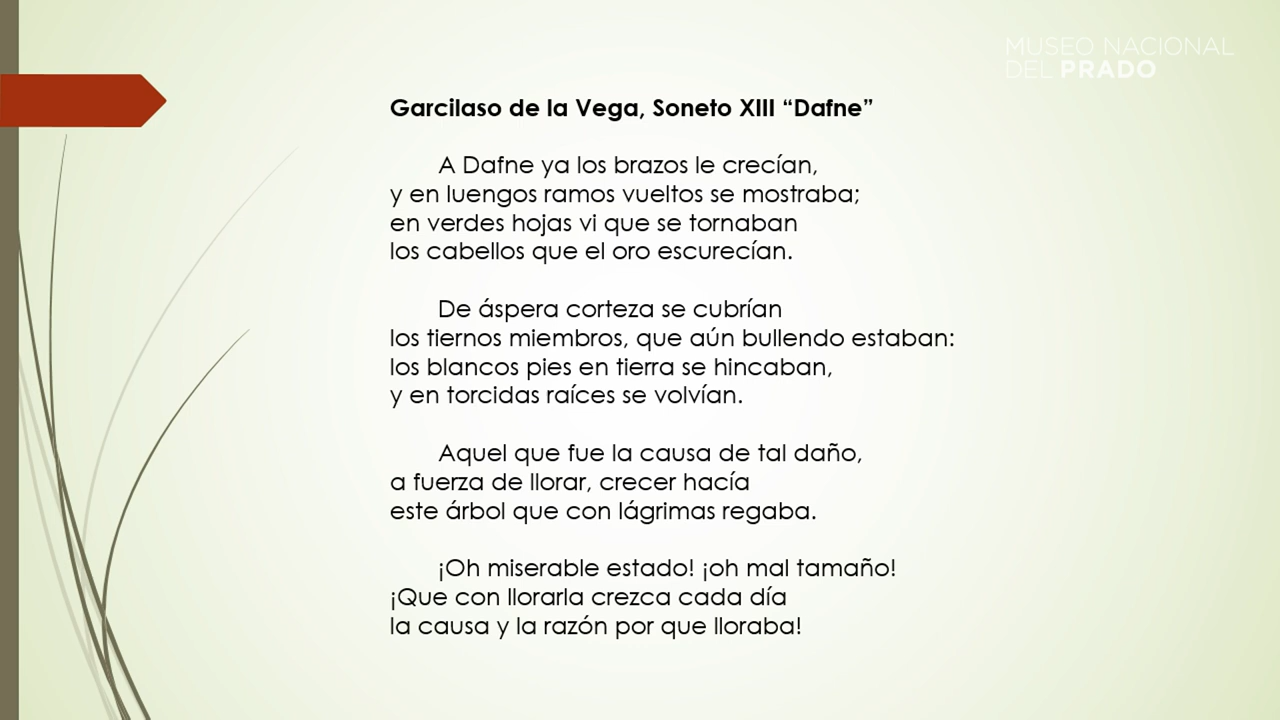 MUSEO NACIONAL
DEL PRADO
Garcilaso de la Vega, Soneto XIII “Dafne”
A Dafne ya los brazos le crecían,
y en luengos ramos vueltos se mostraba;
en verdes hojas vi que se tornaban
los cabellos que el oro escurecían.
De áspera corteza se cubrían
los tiernos miembros, que aún bullendo estaban:
los blancos pies en tierra se hincaban,
y en torcidas raíces se volvían.
Aquel que fue la causa de tal daño,
a fuerza de llorar, crecer hacía
este árbol que con lágrimas regaba.
¡Oh miserable estado! ¡oh mal tamaño!
¡Que con llorarla crezca cada día
la causa y la razón por que lloraba!